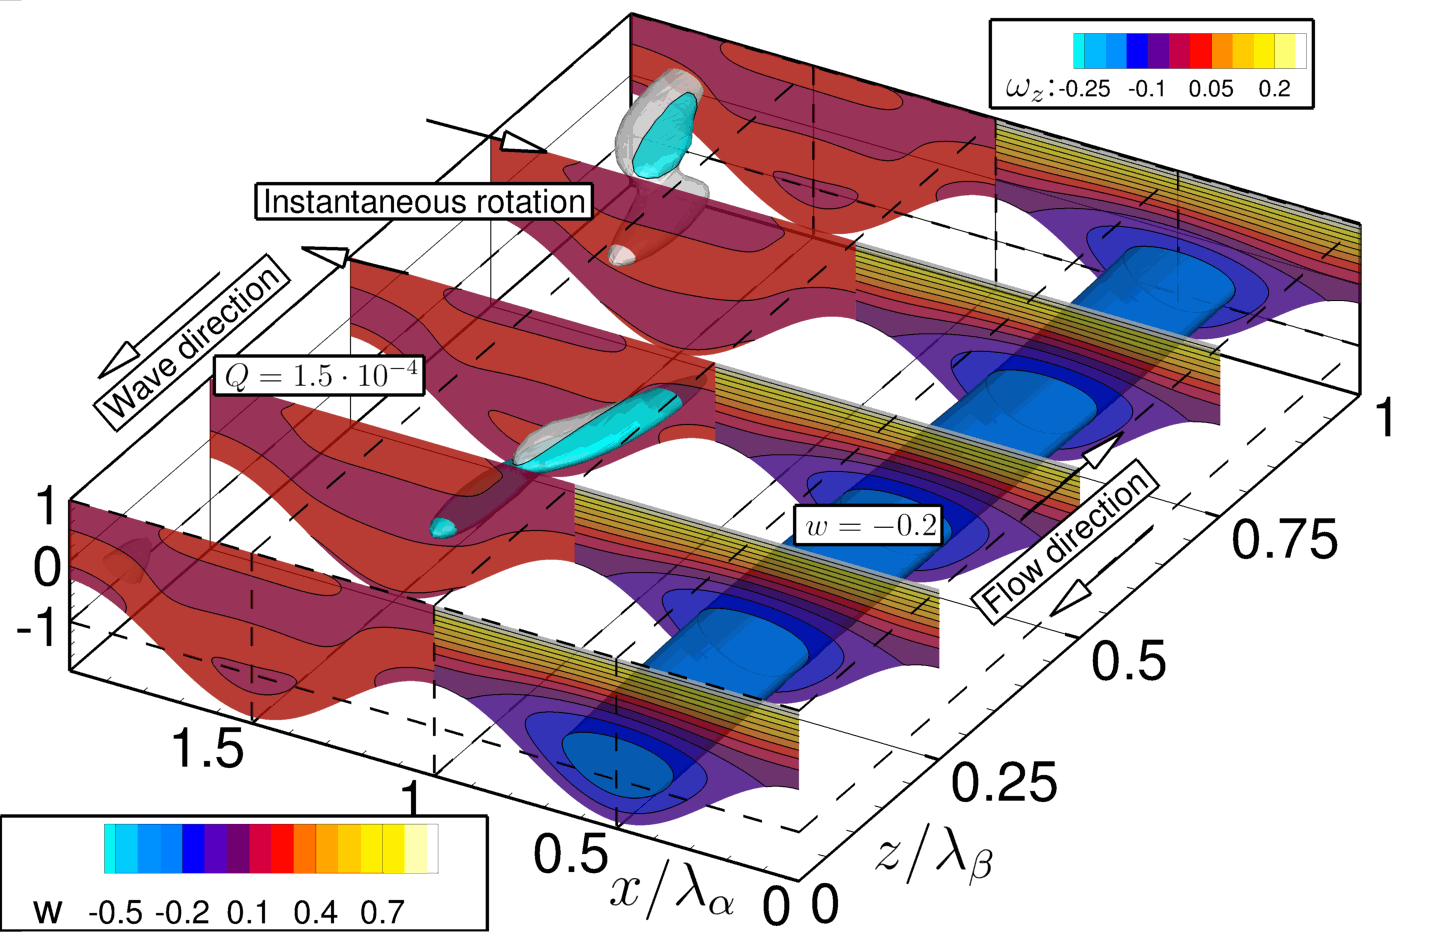 ω_z: -0.25 -0.1 0.05 0.2
Instantaneous rotation
Wave direction
Q = 1.5 · 10⁻⁴
w = −0.2
Flow direction
1
0
-1
1.5
1
0.5
0
x/λ_α
0
0.25
0.5
0.75
1
z/λ_β
w -0.5 -0.2 0.1 0.4 0.7